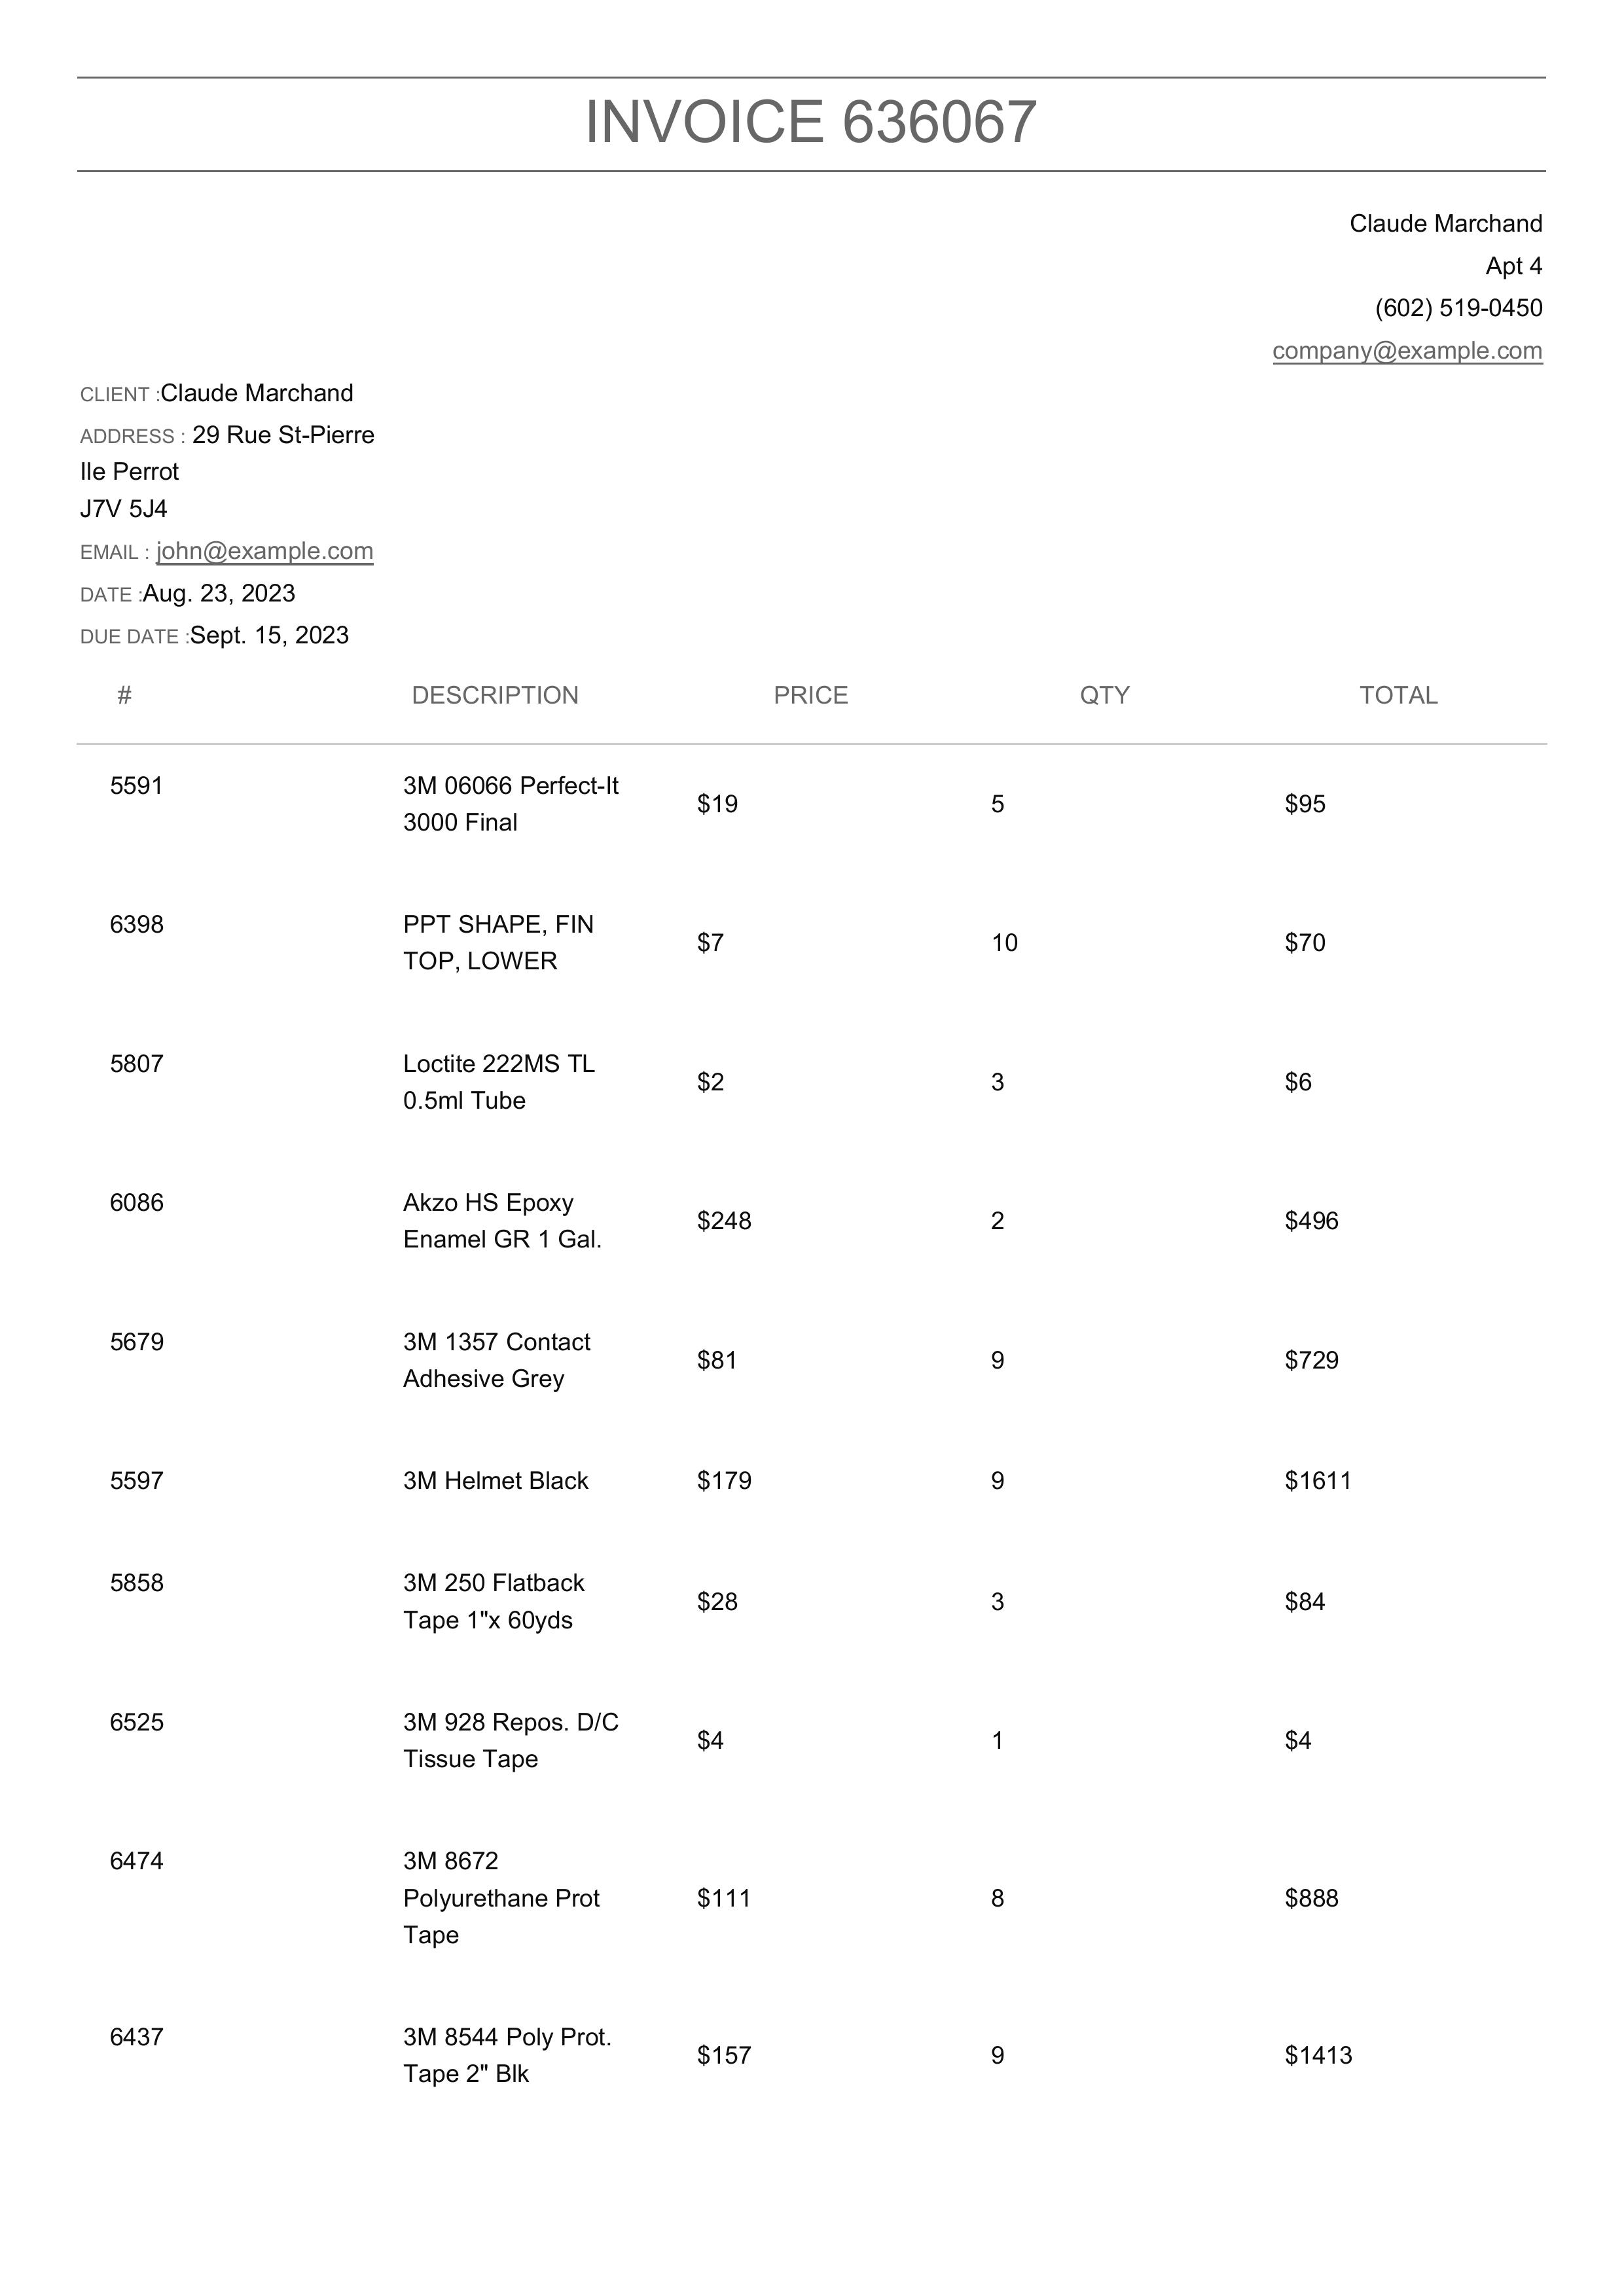 INVOICE 636067
Claude Marchand
Apt 4
(602) 519-0450
company@example.com
CLIENT :Claude Marchand
ADDRESS : 29 Rue St-Pierre
Ile Perrot
J7V 5J4
EMAIL : john@example.com
DATE :Aug. 23, 2023
DUE DATE :Sept. 15, 2023
# DESCRIPTION PRICE QTY TOTAL
5591 3M 06066 Perfect-It
3000 Final $19 5 $95
6398 PPT SHAPE, FIN
TOP, LOWER $7 10 $70
5807 Loctite 222MS TL
0.5ml Tube $2 3 $6
6086 Akzo HS Epoxy
Enamel GR 1 Gal. $248 2 $496
5679 3M 1357 Contact
Adhesive Grey $81 9 $729
5597 3M Helmet Black $179 9 $1611
5858 3M 250 Flatback
Tape 1"x 60yds $28 3 $84
6525 3M 928 Repos. D/C
Tissue Tape $4 1 $4
6474 3M 8672
Polyurethane Prot $111 8 $888
Tape
6437 3M 8544 Poly Prot.
Tape 2" Blk $157 9 $1413